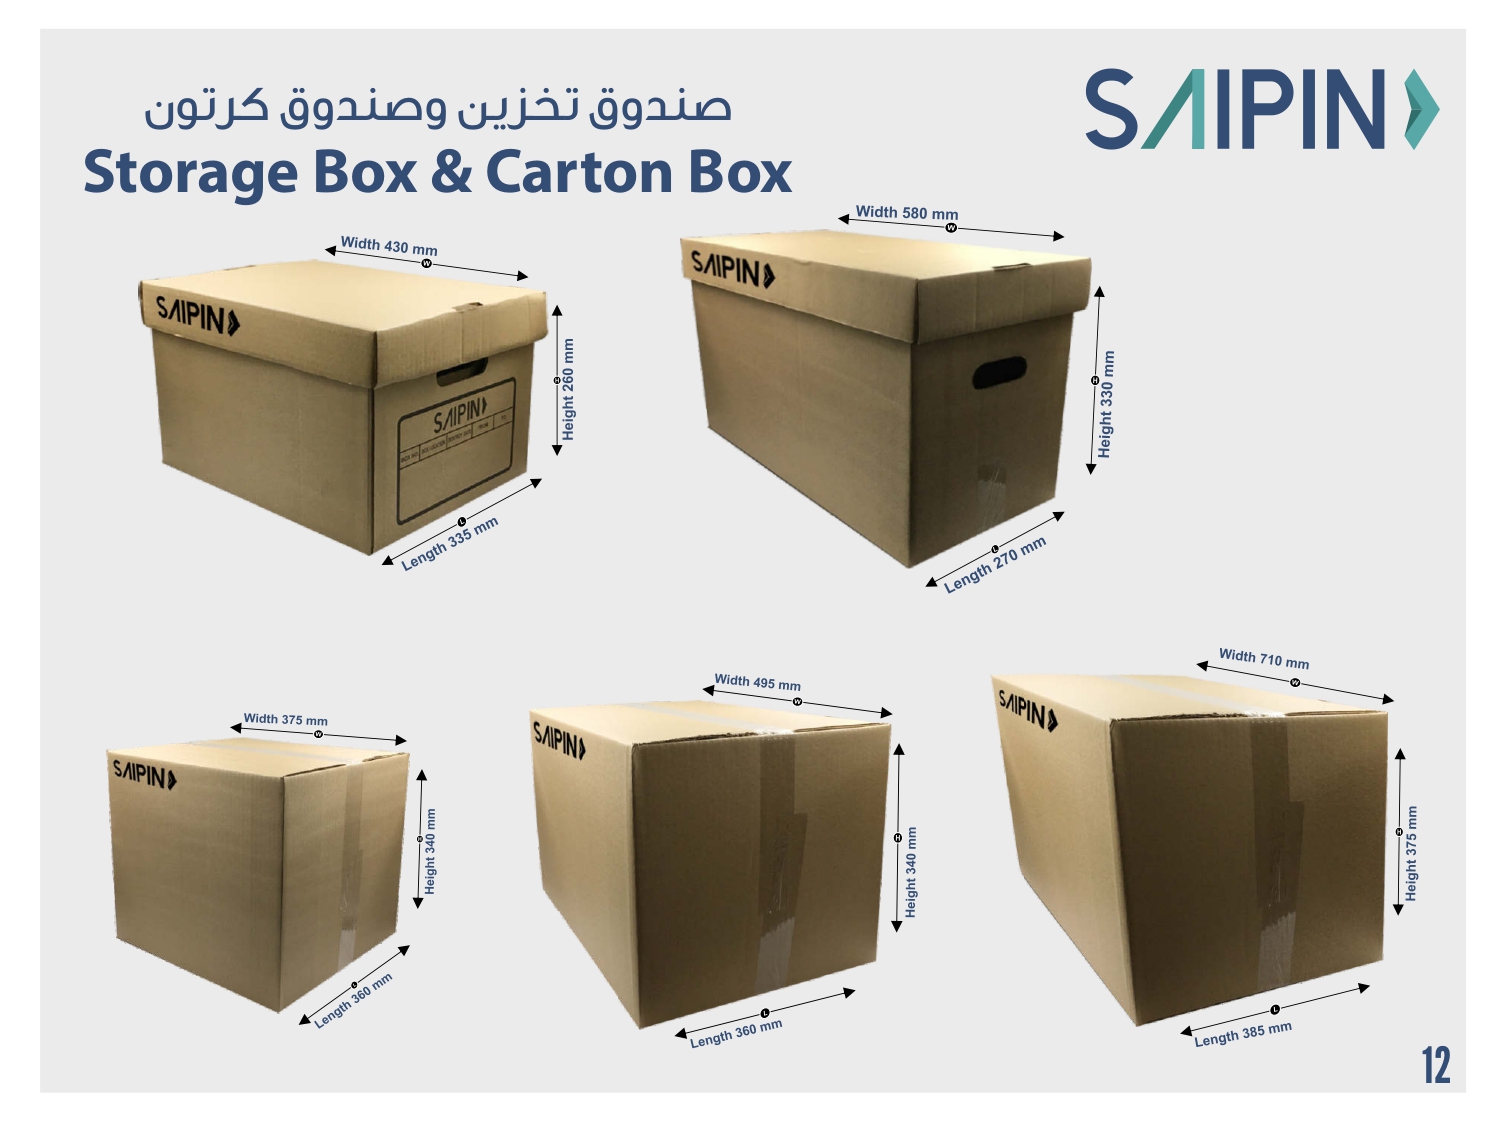 صندوق تخزين وصندوق كرتون
Storage Box & Carton Box
SAIPIN
Width 430 mm
W
SAIPIN
SAIPIN
H
Height 260 mm
L
Length 335 mm
Width 580 mm
W
SAIPIN
H
Height 330 mm
L
Length 270 mm
Width 375 mm
W
SAIPIN
H
Height 340 mm
L
Length 360 mm
Width 495 mm
W
SAIPIN
H
Height 340 mm
L
Length 360 mm
Width 710 mm
W
SAIPIN
H
Height 375 mm
L
Length 385 mm
12